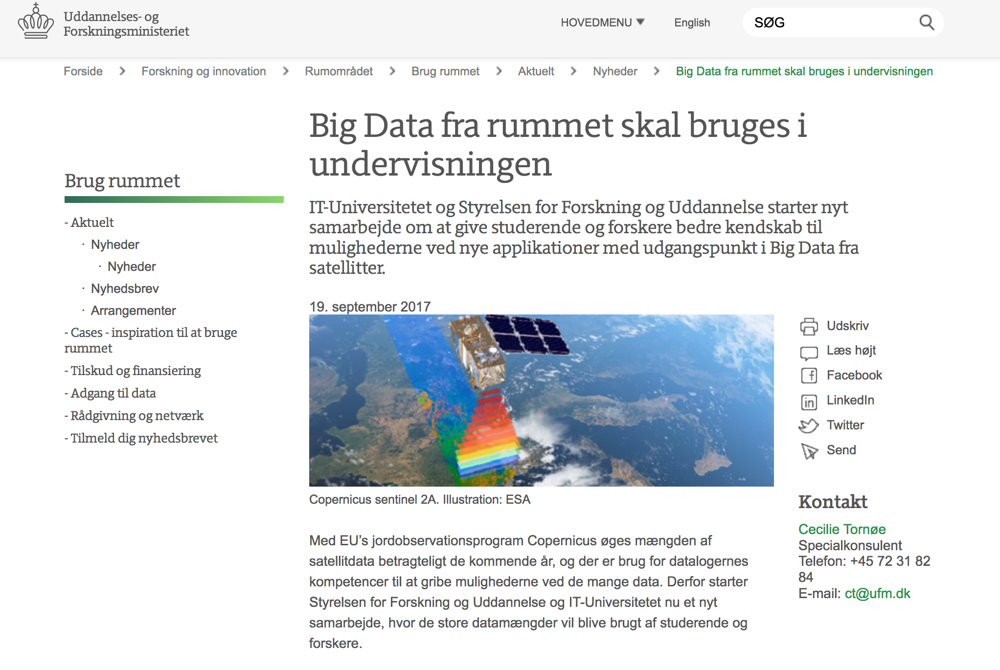 Uddannelses- og
Forskningsministeriet
HOVEDMENU
English
SØG
Forside
Forskning og innovation
Rumområdet
Brug rummet
Aktuelt
Nyheder
Big Data fra rummet skal bruges i undervisningen
Big Data fra rummet skal bruges i
undervisningen
Brug rummet
- Aktuelt
· Nyheder
· Nyheder
· Nyhedsbrev
· Arrangementer
- Cases - inspiration til at bruge
rummet
- Tilskud og finansiering
- Adgang til data
- Rådgivning og netværk
- Tilmeld dig nyhedsbrevet
IT-Universitetet og Styrelsen for Forskning og Uddannelse starter nyt
samarbejde om at give studerende og forskere bedre kendskab til
mulighederne ved nye applikationer med udgangspunkt i Big Data fra
satellitter.
19. september 2017
Copernicus sentinel 2A. Illustration: ESA
Med EU’s jordobservationsprogram Copernicus øges mængden af
satellitdata betragteligt de kommende år, og der er brug for datalogernes
kompetencer til at gribe mulighederne ved de mange data. Derfor starter
Styrelsen for Forskning og Uddannelse og IT-Universitetet nu et nyt
samarbejde, hvor de store datamængder vil blive brugt af studerende og
forskere.
Udskriv
Læs højt
Facebook
LinkedIn
Twitter
Send
Kontakt
Cecilie Tornøe
Specialkonsulent
Telefon: +45 72 31 82
84
E-mail: ct@ufm.dk